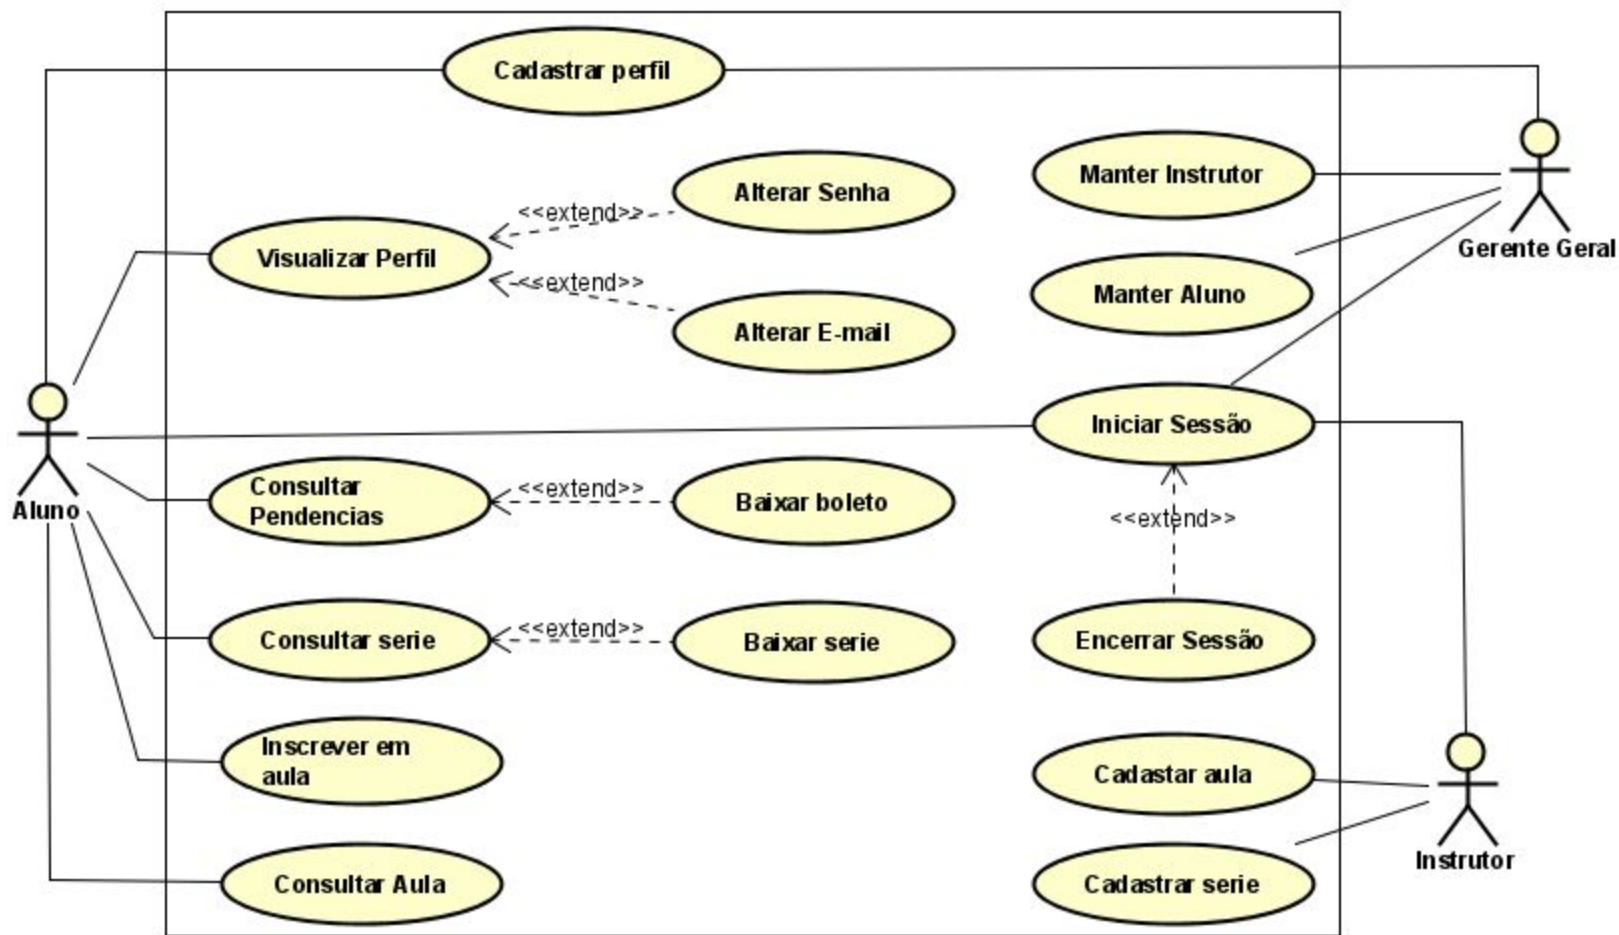 Cadastrar perfil
Manter Instrutor
Alterar Senha
<<extend>>
Gerente Geral
Visualizar Perfil
<<extend>>
Manter Aluno
Alterar E-mail
Iniciar Sessão
Consultar
Pendencias
<<extend>>
Baixar boleto
Aluno
<<extend>>
Consultar serie
<<extend>>
Baixar serie
Encerrar Sessão
Inscrever em
aula
Cadastar aula
Instrutor
Consultar Aula
Cadastrar serie